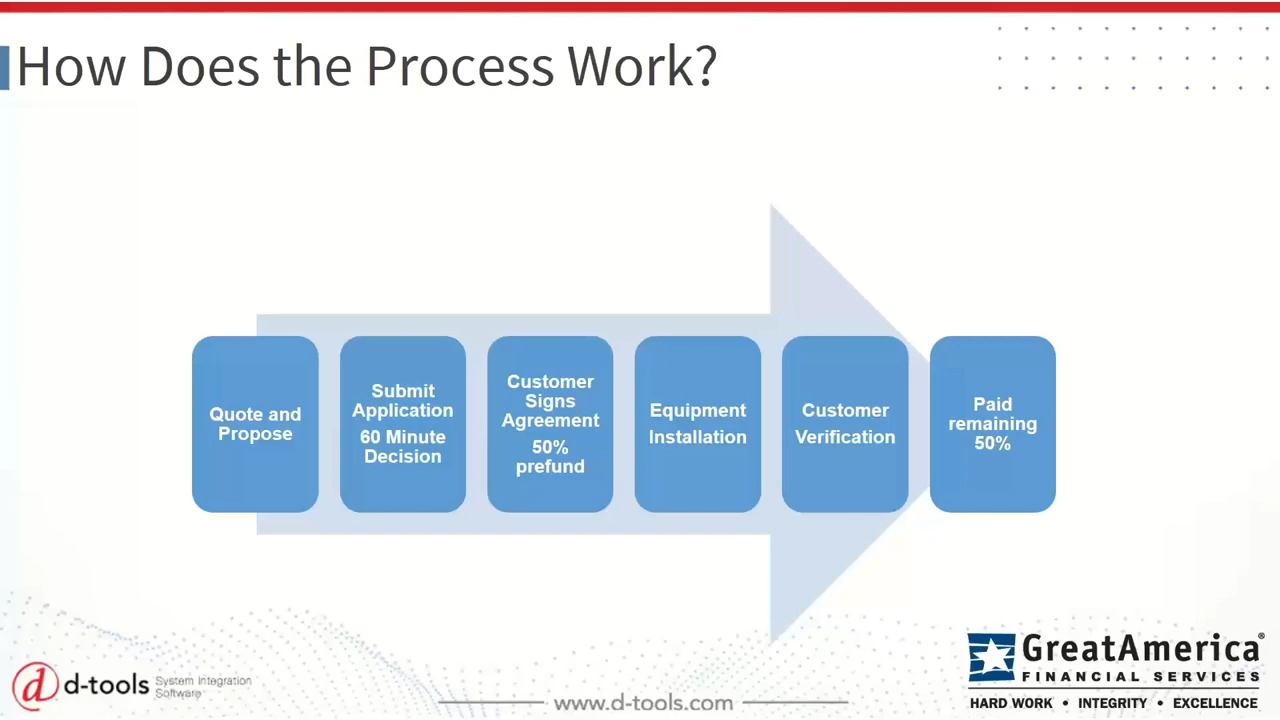 How Does the Process Work?
Quote and
Propose
Submit
Application
60 Minute
Decision
Customer
Signs
Agreement
50%
prefund
Equipment
Installation
Customer
Verification
Paid
remaining
50%
d d-tools System Integration
Software
www.d-tools.com
GreatAmerica®
FINANCIAL SERVICES
HARD WORK • INTEGRITY • EXCELLENCE